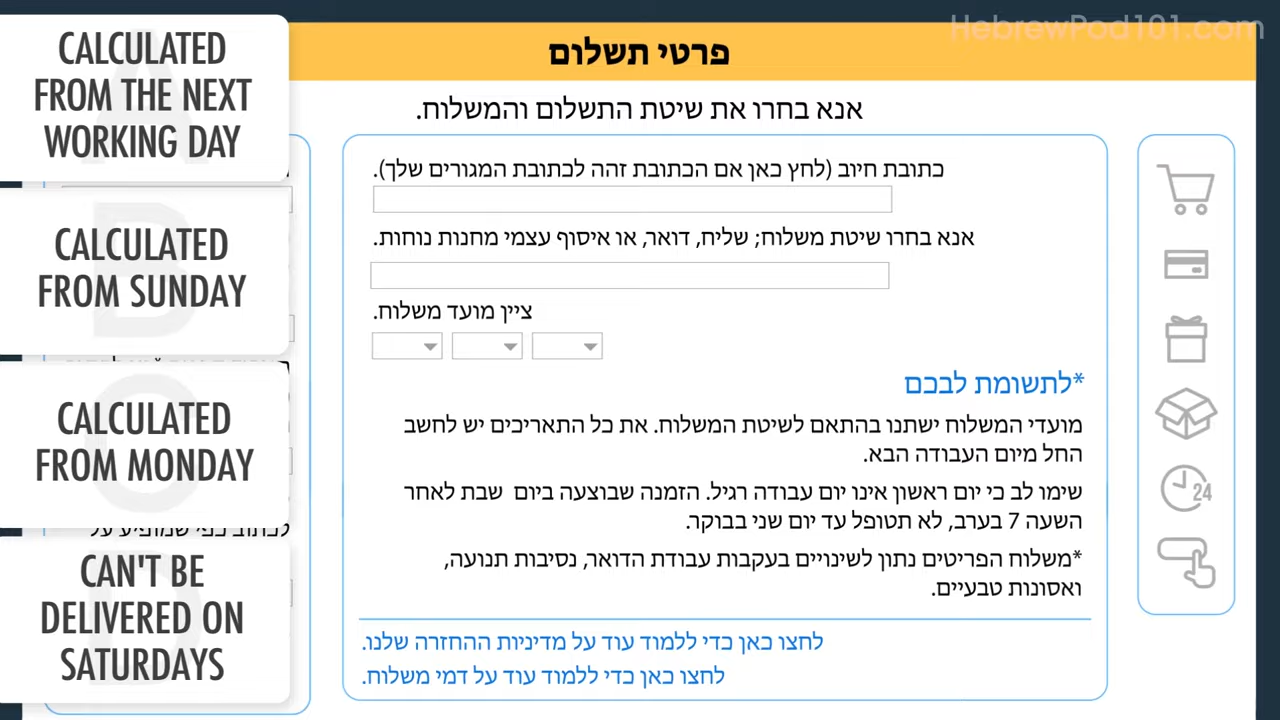 HebrewPod101.com
CALCULATED
FROM THE NEXT
WORKING DAY
CALCULATED
FROM SUNDAY
CALCULATED
FROM MONDAY
CAN'T BE
DELIVERED ON
SATURDAYS
פרטי תשלום
אנא בחרו את שיטת התשלום והמשלוח.
כתובת חיוב (לחץ כאן אם הכתובת זהה לכתובת המגורים שלך).
אנא בחרו שיטת משלוח; שליח, דואר, או איסוף עצמי מחנות נוחות.
ציין מועד משלוח.
*לתשומת לבכם
מועדי המשלוח ישתנו בהתאם לשיטת המשלוח. את כל התאריכים יש לחשב
החל מיום העבודה הבא.
שימו לב כי יום ראשון אינו יום עבודה רגיל. הזמנה שבוצעה ביום שבת לאחר
השעה 7 בערב, לא תטופל עד יום שני בבוקר.
*משלוח הפריטים נתון לשינויים בעקבות עבודת הדואר, נסיבות תנועה,
ואסונות טבעיים.
לחצו כאן כדי ללמוד עוד על מדיניות ההחזרה שלנו.
לחצו כאן כדי ללמוד עוד על דמי משלוח.
24
לכתוב כפי שמופיע על